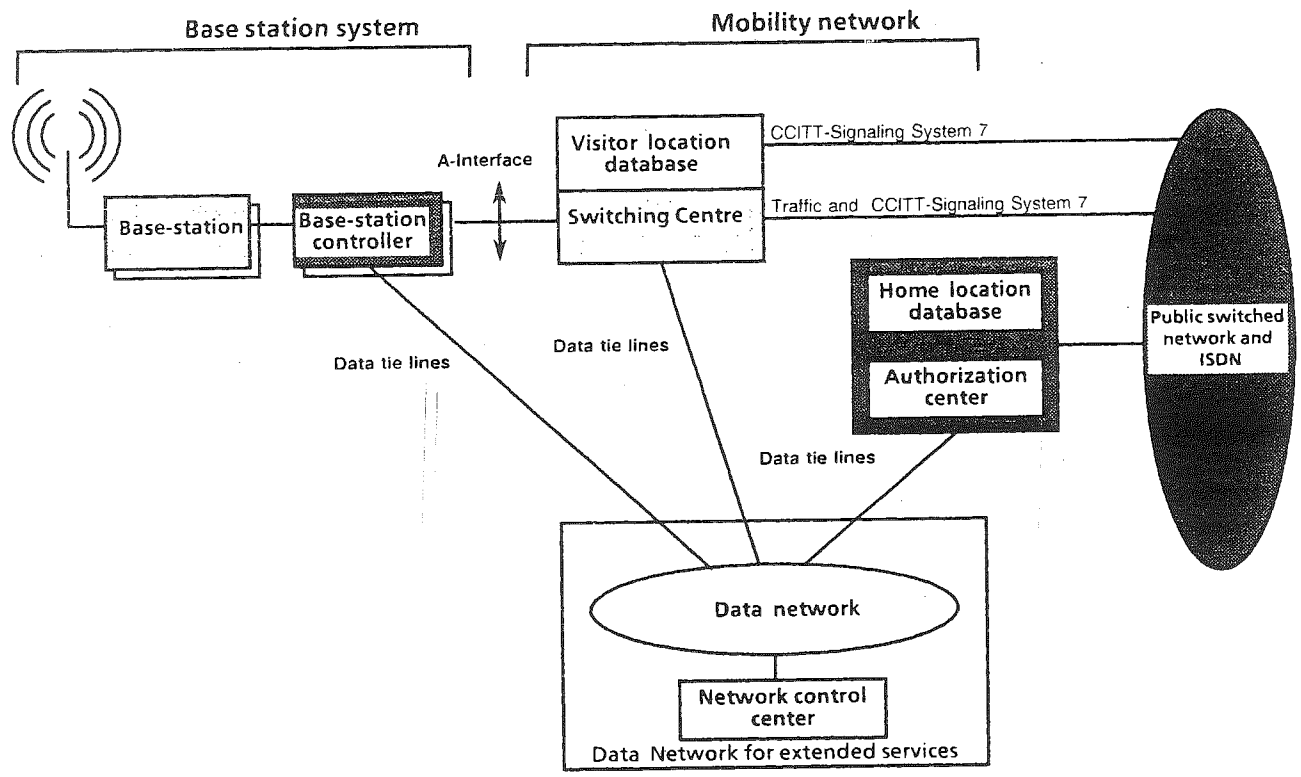 Base station system
Mobility network
A-Interface
Visitor location
database
CCITT-Signaling System 7
Base-station
Base-station
controller
Switching Centre
Traffic and CCITT-Signaling System 7
Home location
database
Authorization
center
Public switched
network and
ISDN
Data tie lines
Data tie lines
Data tie lines
Data network
Network control
center
Data Network for extended services